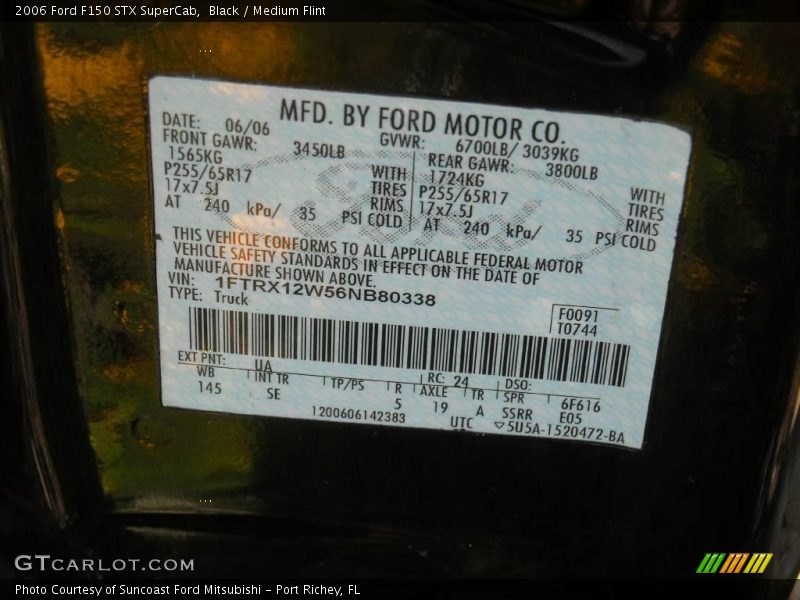 2006 Ford F150 STX SuperCab,  Black / Medium Flint
MFD. BY FORD MOTOR CO.
DATE: 06/06 GVWR: 6700LB/ 3039KG
FRONT GAWR: 3450LB REAR GAWR: 3800LB
1565KG WITH 1724KG WITH
P255/65R17 TIRES P255/65R17 TIRES
17x7.5J RIMS 17x7.5J RIMS
AT 240 kPa/ 35 PSI COLD AT 240 kPa/ 35 PSI COLD
THIS VEHICLE CONFORMS TO ALL APPLICABLE FEDERAL MOTOR
VEHICLE SAFETY STANDARDS IN EFFECT ON THE DATE OF
MANUFACTURE SHOWN ABOVE.
VIN: 1FTRX12W56NB80338
TYPE: Truck
F0091
T0744
EXT PNT: UA RC: 24 DSO:
WB INT TR TP/PS R AXLE TR SPR 6F616
145 SE 5 19 A SSRR E05
1200606142383 UTC ▽5U5A-1520472-BA
Ford
GTCARLOT.COM
Photo Courtesy of Suncoast Ford Mitsubishi - Port Richey, FL